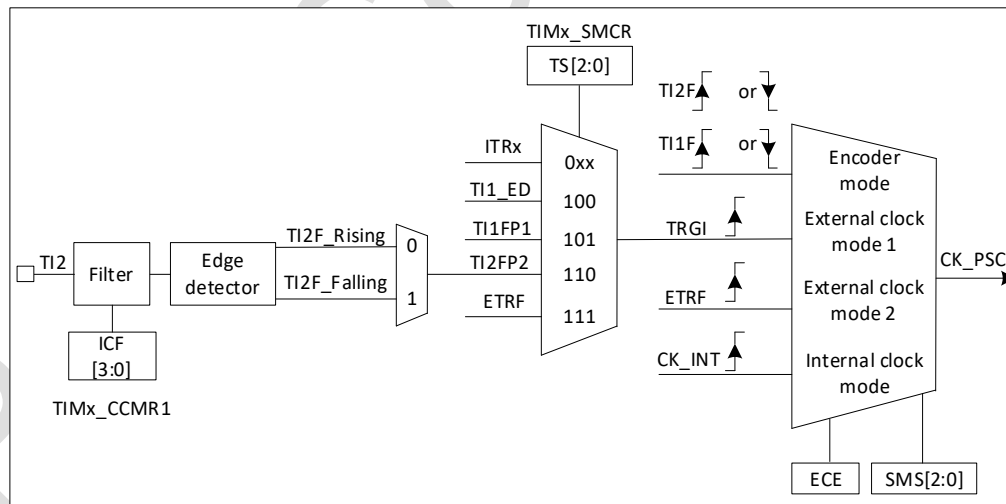 TIMx_SMCR
TS[2:0]
TI2F or
TI1F or
ITRx
0xx
TI1_ED
100
TI1FP1
101
TI2FP2
110
ETRF
111
TI2
Filter
Edge
detector
TI2F_Rising
0
TI2F_Falling
1
ICF
[3:0]
TIMx_CCMR1
TRGI
ETRF
CK_INT
Encoder
mode
External clock
mode 1
External clock
mode 2
Internal clock
mode
CK_PSC
ECE
SMS[2:0]